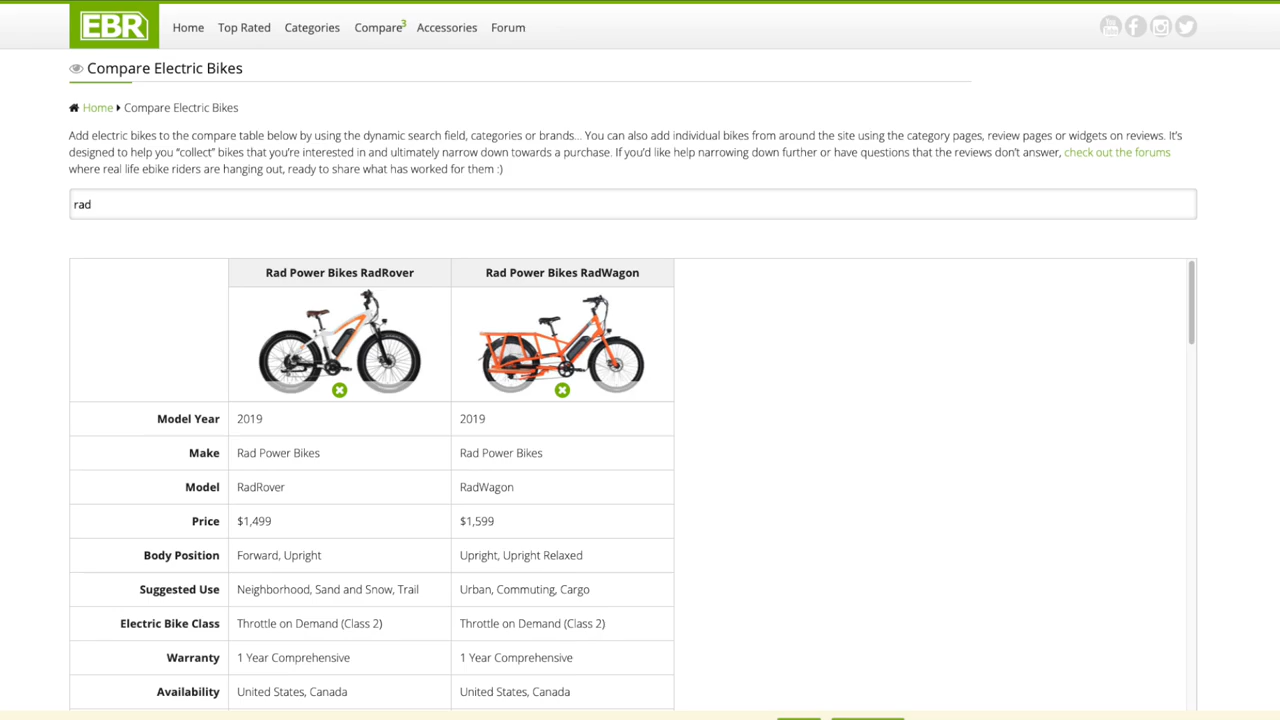 EBR Home Top Rated Categories Compare3 Accessories Forum
Compare Electric Bikes
Home Compare Electric Bikes
Add electric bikes to the compare table below by using the dynamic search field, categories or brands... You can also add individual bikes from around the site using the category pages, review pages or widgets on reviews. It's
designed to help you “collect” bikes that you're interested in and ultimately narrow down towards a purchase. If you'd like help narrowing down further or have questions that the reviews don't answer, check out the forums
where real life ebike riders are hanging out, ready to share what has worked for them :)
rad
Rad Power Bikes RadRover Rad Power Bikes RadWagon
Model Year 2019 2019
Make Rad Power Bikes Rad Power Bikes
Model RadRover RadWagon
Price $1,499 $1,599
Body Position Forward, Upright Upright, Upright Relaxed
Suggested Use Neighborhood, Sand and Snow, Trail Urban, Commuting, Cargo
Electric Bike Class Throttle on Demand (Class 2) Throttle on Demand (Class 2)
Warranty 1 Year Comprehensive 1 Year Comprehensive
Availability United States, Canada United States, Canada